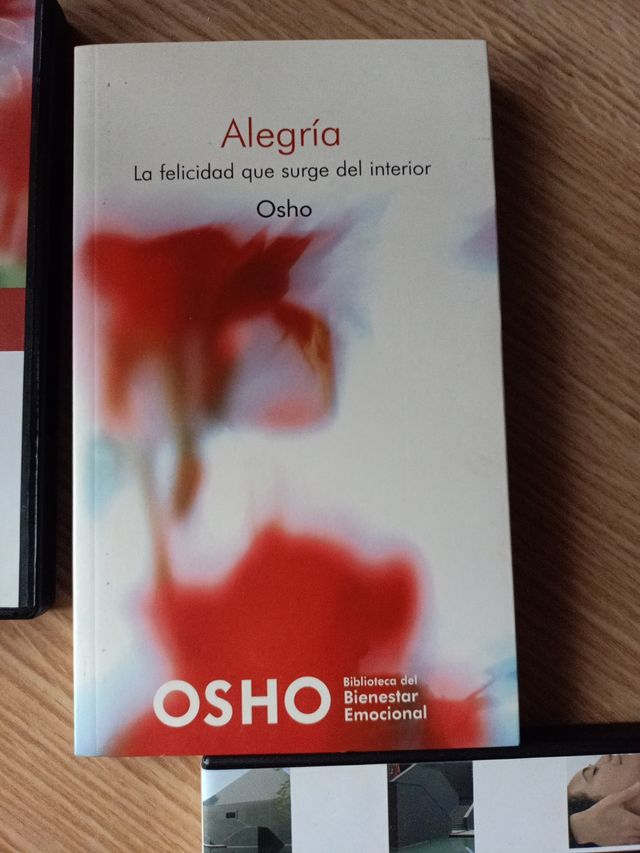 Alegría
La felicidad que surge del interior
Osho
OSHO
Biblioteca del
Bienestar
Emocional